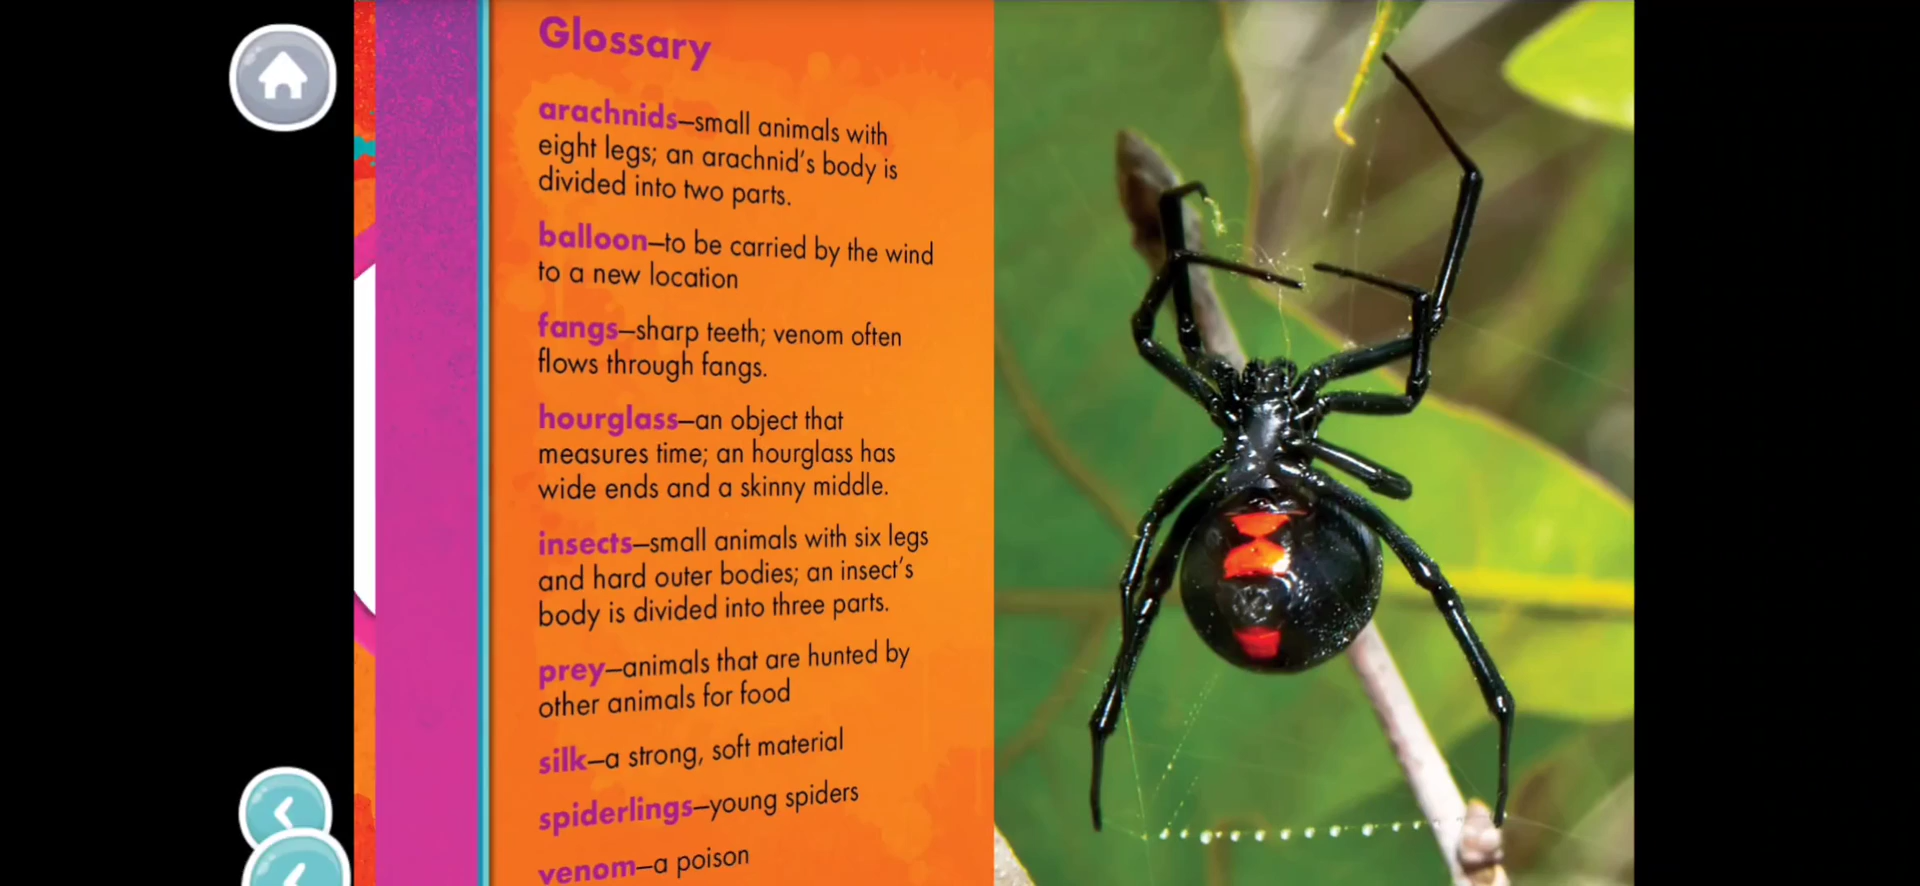 Glossary
arachnids—small animals with
eight legs; an arachnid's body is
divided into two parts.
balloon—to be carried by the wind
to a new location
fangs—sharp teeth; venom often
flows through fangs.
hourglass—an object that
measures time; an hourglass has
wide ends and a skinny middle.
insects—small animals with six legs
and hard outer bodies; an insect's
body is divided into three parts.
prey—animals that are hunted by
other animals for food
silk—a strong, soft material
spiderlings—young spiders
venom—a poison